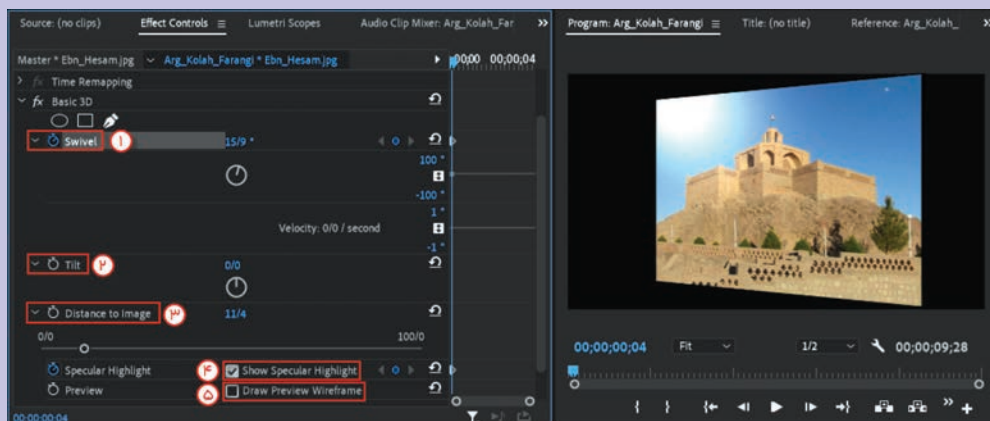 Source: (no clips) Effect Controls Lumetri Scopes Audio Clip Mixer: Arg_Kolah_Far
Master * Ebn_Hesam.jpg Arg_Kolah_Farangi * Ebn_Hesam.jpg 00;00 00;00;04
fx Time Remapping
fx Basic 3D
Swivel ۱ 15/9 °
100 °
-100 °
1 °
Velocity: 0/0 / second
-1 °
Tilt ۲ 0/0
Distance to Image ۳ 11/4
0/0 100/0
Specular Highlight ۴ Show Specular Highlight
Preview ۵ Draw Preview Wireframe
00;00;00;04
Program: Arg_Kolah_Farangi Title: (no title) Reference: Arg_Kolah_
00;00;00;04 Fit 1/2 00;00;09;28